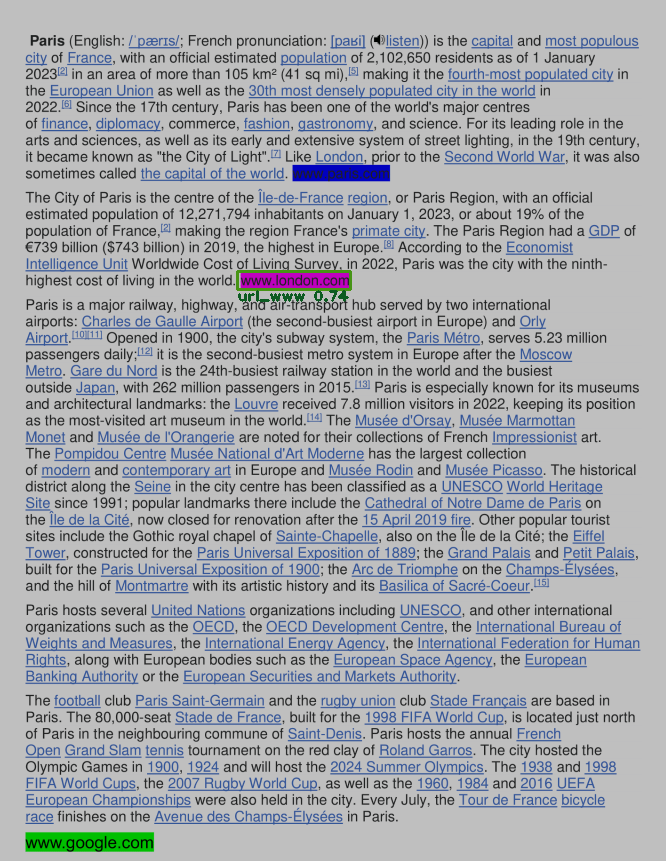 Paris (English: /ˈpærɪs/; French pronunciation: [paʁi] (listen)) is the capital and most populous
city of France, with an official estimated population of 2,102,650 residents as of 1 January
2023[2] in an area of more than 105 km² (41 sq mi),[5] making it the fourth-most populated city in
the European Union as well as the 30th most densely populated city in the world in
2022.[6] Since the 17th century, Paris has been one of the world's major centres
of finance, diplomacy, commerce, fashion, gastronomy, and science. For its leading role in the
arts and sciences, as well as its early and extensive system of street lighting, in the 19th century,
it became known as "the City of Light".[7] Like London, prior to the Second World War, it was also
sometimes called the capital of the world. www.paris.com
The City of Paris is the centre of the Île-de-France region, or Paris Region, with an official
estimated population of 12,271,794 inhabitants on January 1, 2023, or about 19% of the
population of France,[2] making the region France's primate city. The Paris Region had a GDP of
€739 billion ($743 billion) in 2019, the highest in Europe.[8] According to the Economist
Intelligence Unit Worldwide Cost of Living Survey, in 2022, Paris was the city with the ninth-
highest cost of living in the world. www.london.com
url_www 0.74
Paris is a major railway, highway, and air-transport hub served by two international
airports: Charles de Gaulle Airport (the second-busiest airport in Europe) and Orly
Airport.[10][11] Opened in 1900, the city's subway system, the Paris Métro, serves 5.23 million
passengers daily;[12] it is the second-busiest metro system in Europe after the Moscow
Metro. Gare du Nord is the 24th-busiest railway station in the world and the busiest
outside Japan, with 262 million passengers in 2015.[13] Paris is especially known for its museums
and architectural landmarks: the Louvre received 7.8 million visitors in 2022, keeping its position
as the most-visited art museum in the world.[14] The Musée d'Orsay, Musée Marmottan
Monet and Musée de l'Orangerie are noted for their collections of French Impressionist art.
The Pompidou Centre Musée National d'Art Moderne has the largest collection
of modern and contemporary art in Europe and Musée Rodin and Musée Picasso. The historical
district along the Seine in the city centre has been classified as a UNESCO World Heritage
Site since 1991; popular landmarks there include the Cathedral of Notre Dame de Paris on
the Île de la Cité, now closed for renovation after the 15 April 2019 fire. Other popular tourist
sites include the Gothic royal chapel of Sainte-Chapelle, also on the Île de la Cité; the Eiffel
Tower, constructed for the Paris Universal Exposition of 1889; the Grand Palais and Petit Palais,
built for the Paris Universal Exposition of 1900; the Arc de Triomphe on the Champs-Élysées,
and the hill of Montmartre with its artistic history and its Basilica of Sacré-Coeur.[15]
Paris hosts several United Nations organizations including UNESCO, and other international
organizations such as the OECD, the OECD Development Centre, the International Bureau of
Weights and Measures, the International Energy Agency, the International Federation for Human
Rights, along with European bodies such as the European Space Agency, the European
Banking Authority or the European Securities and Markets Authority.
The football club Paris Saint-Germain and the rugby union club Stade Français are based in
Paris. The 80,000-seat Stade de France, built for the 1998 FIFA World Cup, is located just north
of Paris in the neighbouring commune of Saint-Denis. Paris hosts the annual French
Open Grand Slam tennis tournament on the red clay of Roland Garros. The city hosted the
Olympic Games in 1900, 1924 and will host the 2024 Summer Olympics. The 1938 and 1998
FIFA World Cups, the 2007 Rugby World Cup, as well as the 1960, 1984 and 2016 UEFA
European Championships were also held in the city. Every July, the Tour de France bicycle
race finishes on the Avenue des Champs-Élysées in Paris.
www.google.com